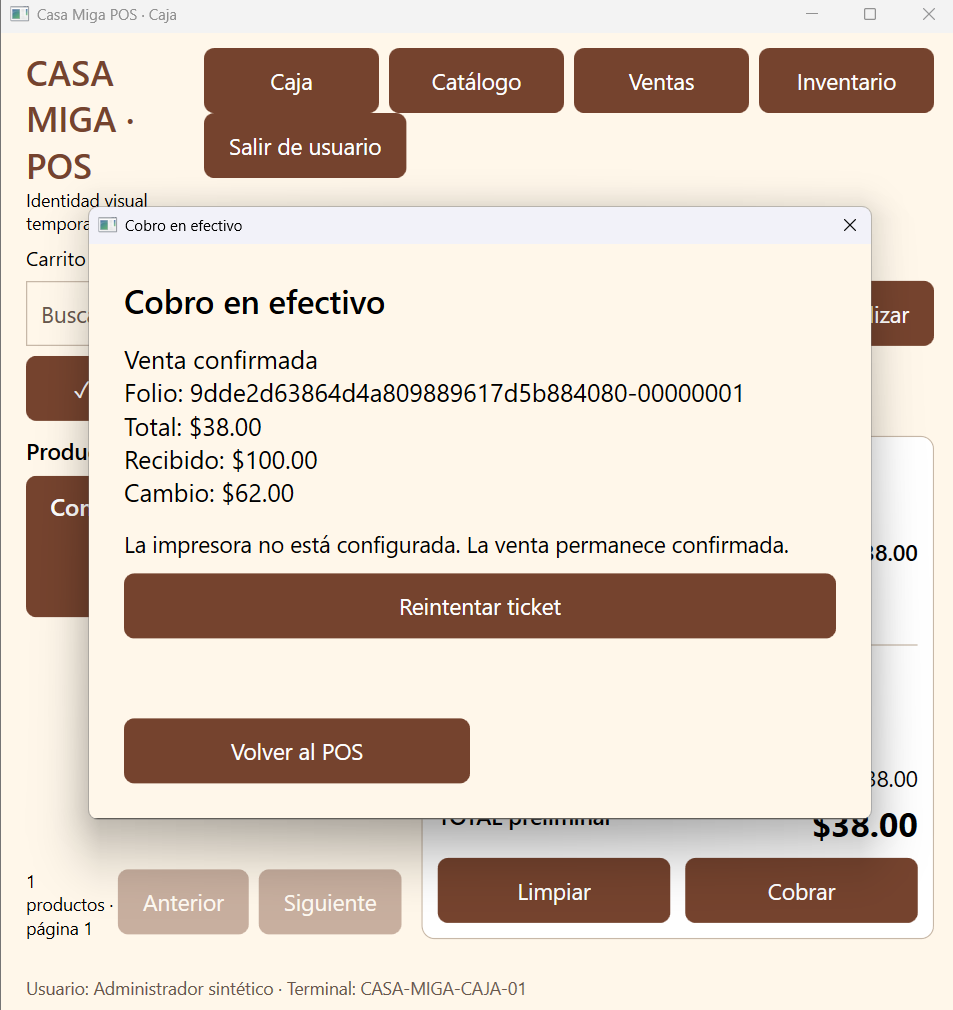 Casa Miga POS · Caja
CASA
MIGA ·
POS
Caja
Catálogo
Ventas
Inventario
Salir de usuario
Identidad visual
Carrito
Cobro en efectivo
Cobro en efectivo
Venta confirmada
Folio: 9dde2d63864d4a809889617d5b884080-00000001
Total: $38.00
Recibido: $100.00
Cambio: $62.00
La impresora no está configurada. La venta permanece confirmada.
Reintentar ticket
Volver al POS
TOTAL preliminar
$38.00
Limpiar
Cobrar
1
productos ·
página 1
Anterior
Siguiente
Usuario: Administrador sintético · Terminal: CASA-MIGA-CAJA-01